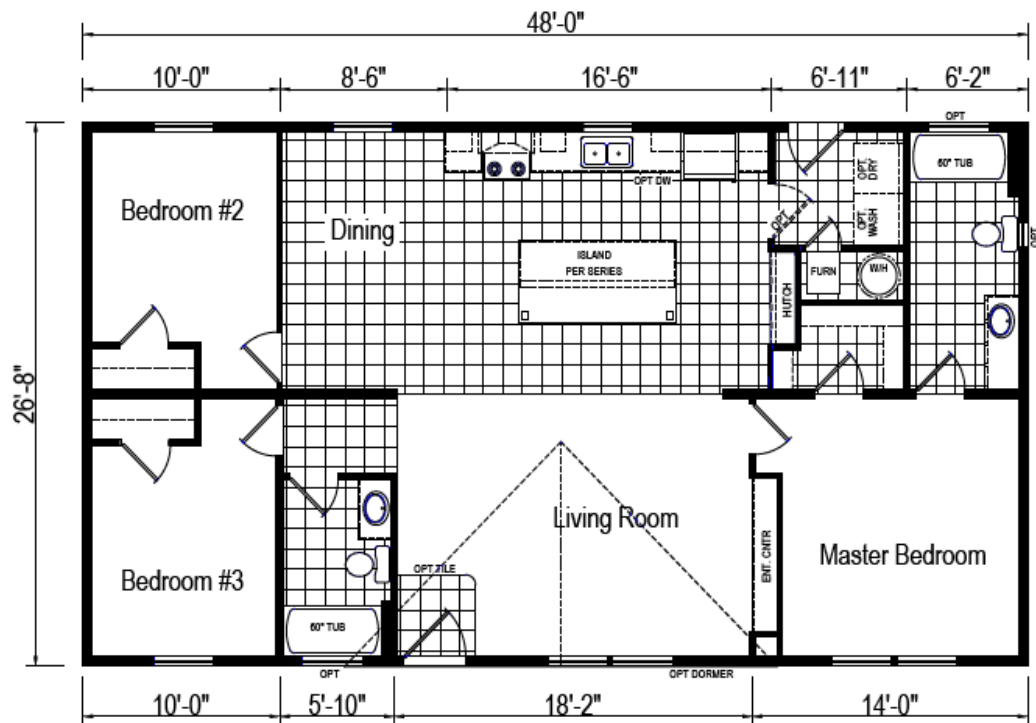 48'-0"
10'-0"
8'-6"
16'-6"
6'-11"
6'-2"
OPT
60" TUB
OPT. DRY
OPT. WASH
OPT DW
Bedroom #2
Dining
OPT
OPT
ISLAND
PER SERIES
FURN
W/H
HUTCH
26'-8"
Living Room
ENT. CNTR
Master Bedroom
OPT TILE
Bedroom #3
60" TUB
OPT
OPT DORMER
10'-0"
5'-10"
18'-2"
14'-0"